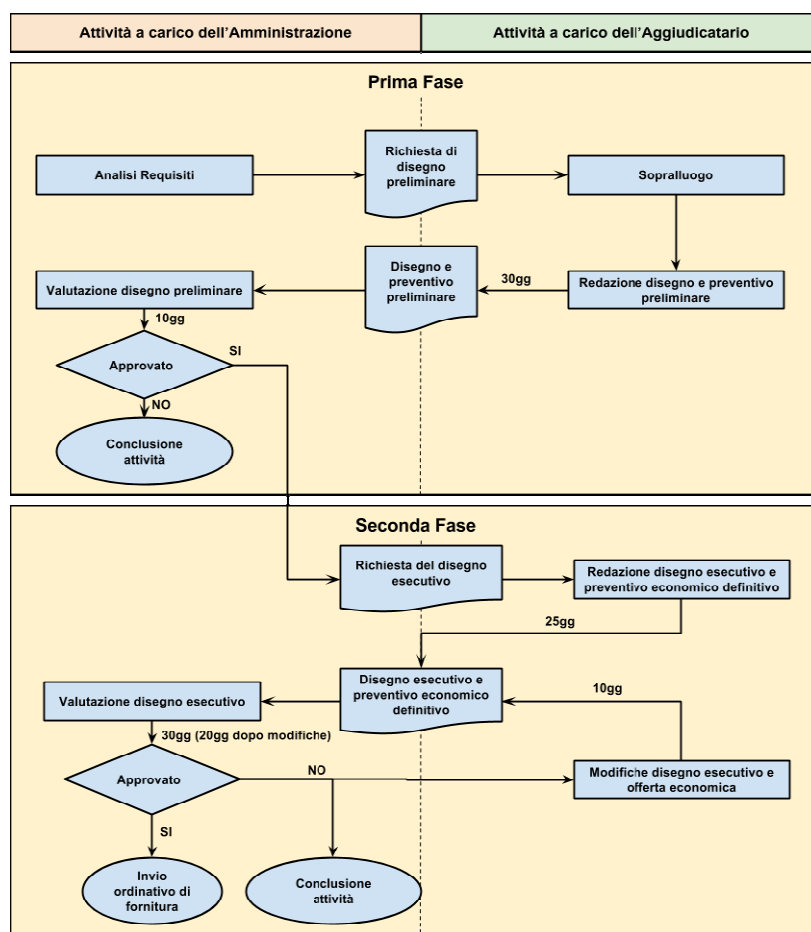 Attività a carico dell'Amministrazione
Attività a carico dell'Aggiudicatario
Prima Fase
Analisi Requisiti
Richiesta di
disegno
preliminare
Sopralluogo
Valutazione disegno preliminare
Disegno e
preventivo
preliminare
30gg
Redazione disegno e preventivo
preliminare
10gg
Approvato
SI
NO
Conclusione
attività
Seconda Fase
Richiesta del disegno
esecutivo
Redazione disegno esecutivo e
preventivo economico definitivo
25gg
Valutazione disegno esecutivo
Disegno esecutivo e
preventivo economico
definitivo
10gg
30gg (20gg dopo modifiche)
Approvato
NO
Modifiche disegno esecutivo e
offerta economica
SI
Invio
ordinativo di
fornitura
Conclusione
attività